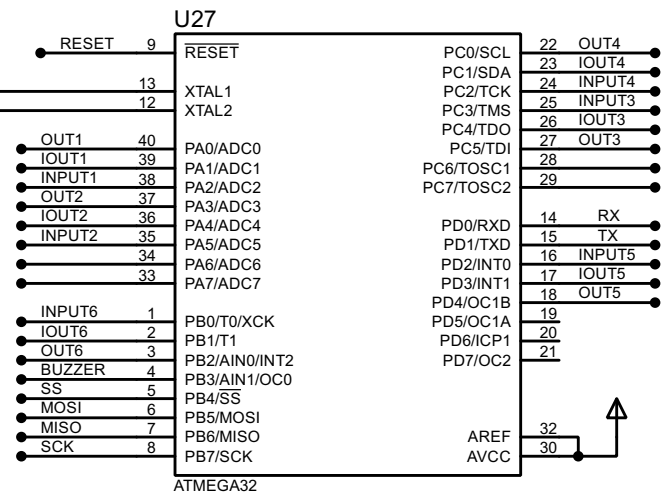 U27
RESET 9 RESET
13 XTAL1
12 XTAL2
OUT1 40 PA0/ADC0
IOUT1 39 PA1/ADC1
INPUT1 38 PA2/ADC2
OUT2 37 PA3/ADC3
IOUT2 36 PA4/ADC4
INPUT2 35 PA5/ADC5
34 PA6/ADC6
33 PA7/ADC7
INPUT6 1 PB0/T0/XCK
IOUT6 2 PB1/T1
OUT6 3 PB2/AIN0/INT2
BUZZER 4 PB3/AIN1/OC0
SS 5 PB4/SS
MOSI 6 PB5/MOSI
MISO 7 PB6/MISO
SCK 8 PB7/SCK
PC0/SCL 22 OUT4
PC1/SDA 23 IOUT4
PC2/TCK 24 INPUT4
PC3/TMS 25 INPUT3
PC4/TDO 26 IOUT3
PC5/TDI 27 OUT3
PC6/TOSC1 28
PC7/TOSC2 29
PD0/RXD 14 RX
PD1/TXD 15 TX
PD2/INT0 16 INPUT5
PD3/INT1 17 IOUT5
PD4/OC1B 18 OUT5
PD5/OC1A 19
PD6/ICP1 20
PD7/OC2 21
AREF 32
AVCC 30
ATMEGA32